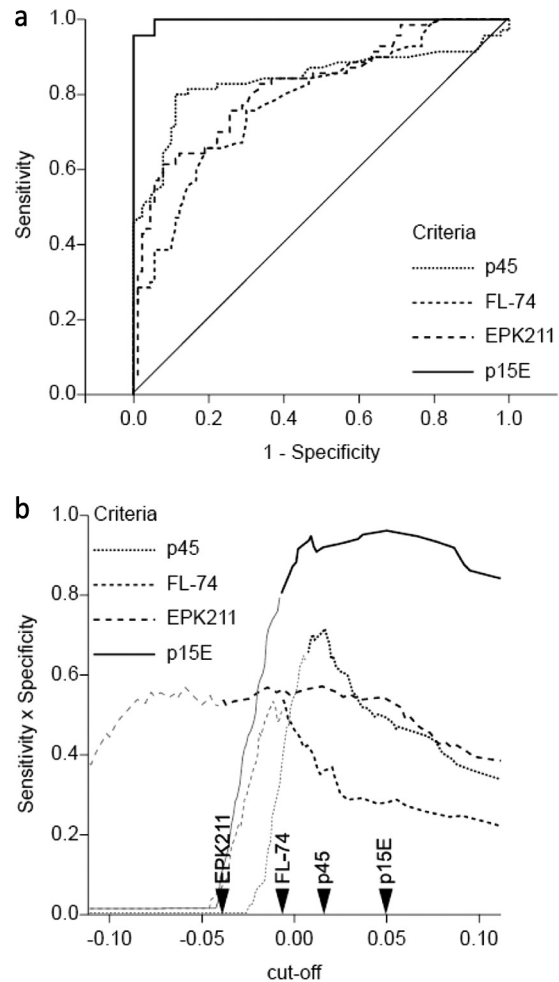 a
1.0
0.8
0.6
0.4
0.2
0.0
Sensitivity
Criteria
p45
FL-74
EPK211
p15E
0.0 0.2 0.4 0.6 0.8 1.0
1 - Specificity
b
1.0
0.8
0.6
0.4
0.2
0.0
Sensitivity x Specificity
Criteria
p45
FL-74
EPK211
p15E
EPK211
FL-74
p45
p15E
-0.10 -0.05 0.00 0.05 0.10
cut-off